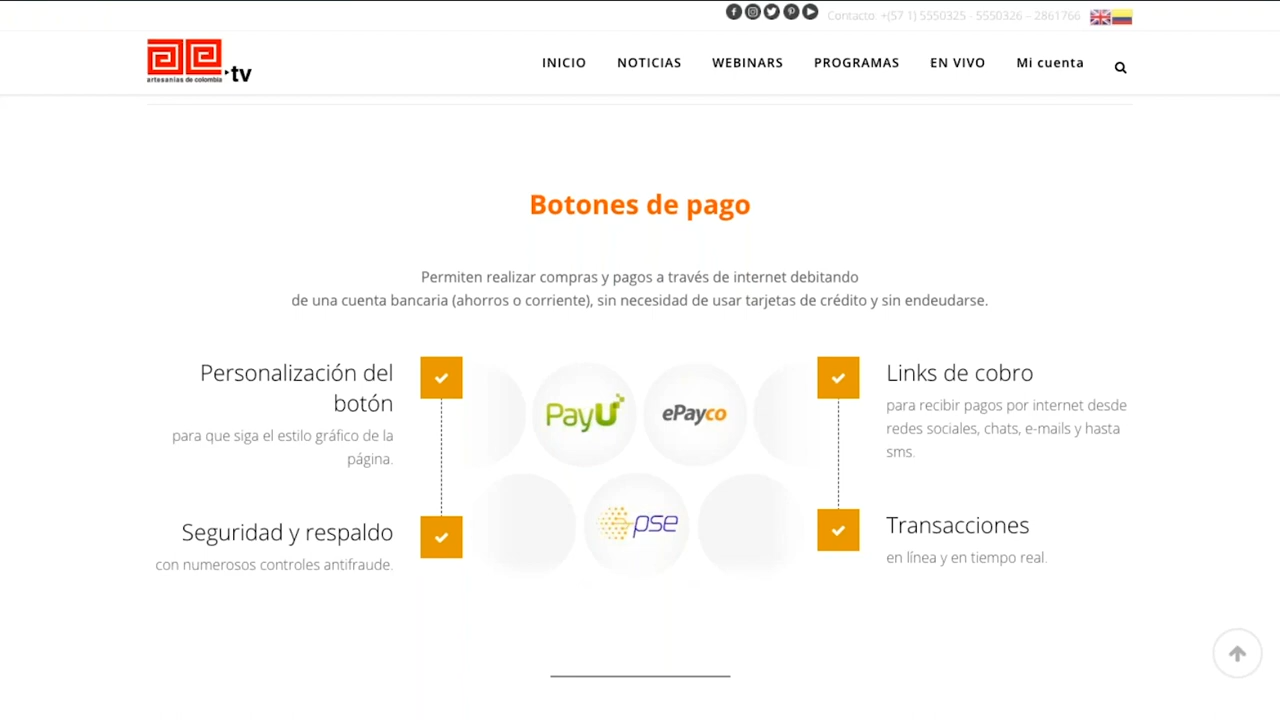 Contacto: +(57 1) 5550325 - 5550326 – 2861766
artesanías de colombia
tv
INICIO
NOTICIAS
WEBINARS
PROGRAMAS
EN VIVO
Mi cuenta
Botones de pago
Permiten realizar compras y pagos a través de internet debitando
de una cuenta bancaria (ahorros o corriente), sin necesidad de usar tarjetas de crédito y sin endeudarse.
Personalización del
botón
para que siga el estilo gráfico de la
página.
Seguridad y respaldo
con numerosos controles antifraude.
PayU
ePayco
pse
Links de cobro
para recibir pagos por internet desde
redes sociales, chats, e-mails y hasta
sms.
Transacciones
en línea y en tiempo real.